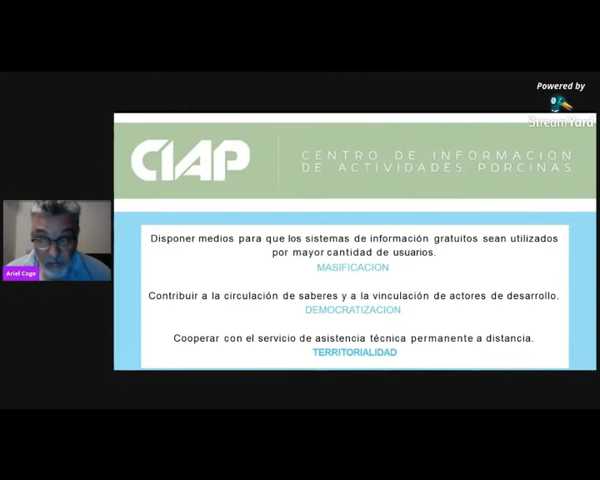 Powered by
StreamYard
CIAP
CENTRO DE INFORMACION
DE ACTIVIDADES PORCINAS
Disponer medios para que los sistemas de información gratuitos sean utilizados
por mayor cantidad de usuarios.
MASIFICACION
Contribuir a la circulación de saberes y a la vinculación de actores de desarrollo.
DEMOCRATIZACION
Cooperar con el servicio de asistencia técnica permanente a distancia.
TERRITORIALIDAD
Ariel Cogo